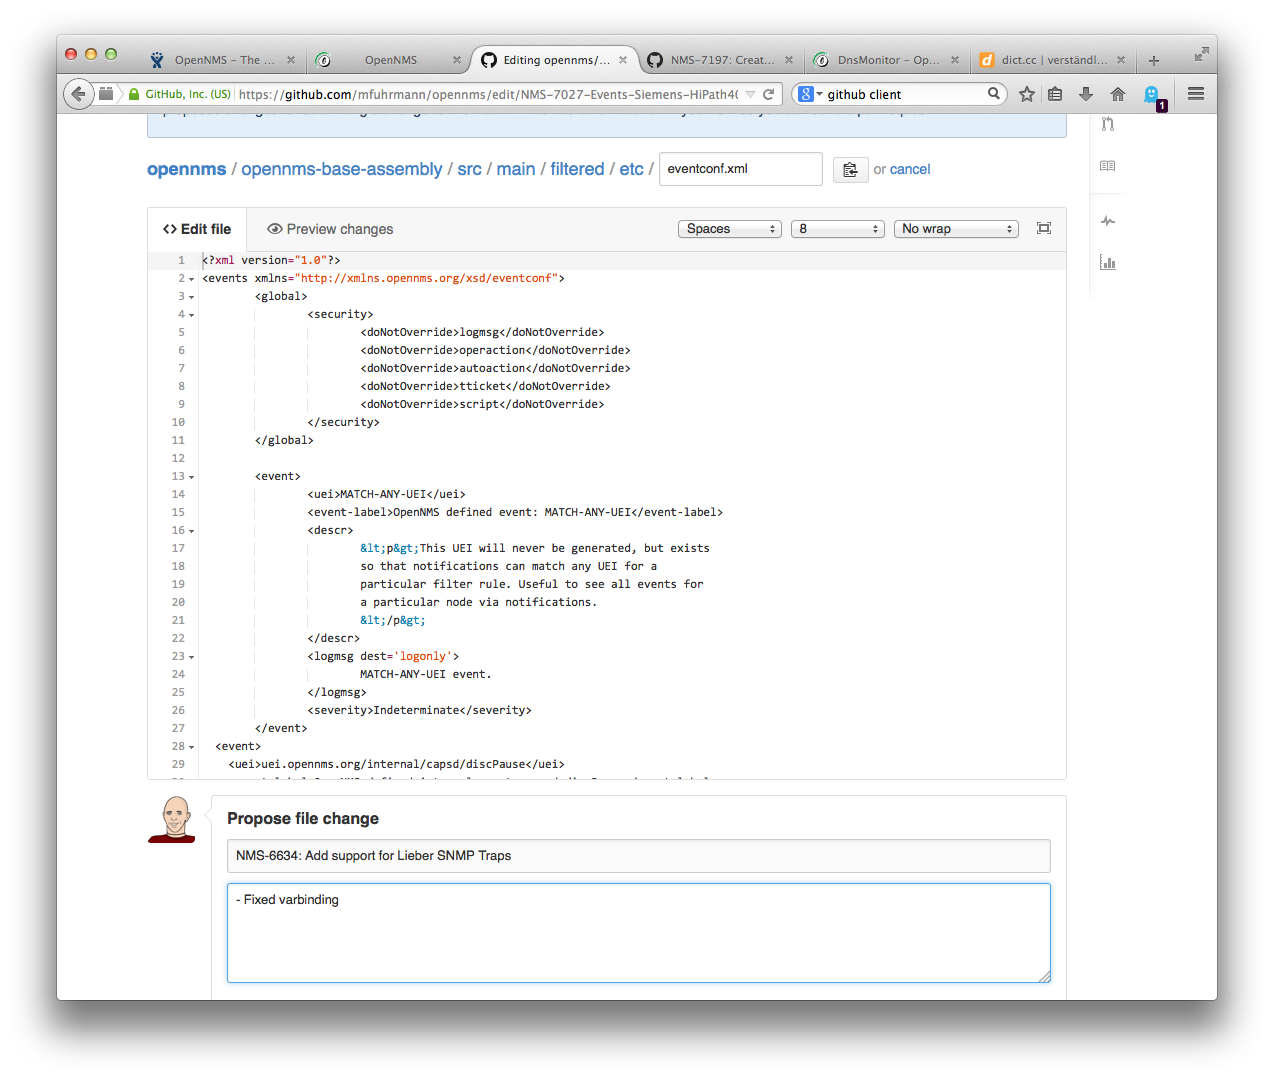 OpenNMS – The ...
OpenNMS
Editing opennms/...
NMS-7197: Creat...
DnsMonitor – Op...
d dict.cc | verständl...
GitHub, Inc. (US)
https://github.com/mfuhrmann/opennms/edit/NMS-7027-Events-Siemens-HiPath40
8 github client
1
opennms / opennms-base-assembly / src / main / filtered / etc / eventconf.xml or cancel
<> Edit file
Preview changes
Spaces
8
No wrap
1 <?xml version="1.0"?>
2 <events xmlns="http://xmlns.opennms.org/xsd/eventconf">
3 <global>
4 <security>
5 <doNotOverride>logmsg</doNotOverride>
6 <doNotOverride>operaction</doNotOverride>
7 <doNotOverride>autoaction</doNotOverride>
8 <doNotOverride>tticket</doNotOverride>
9 <doNotOverride>script</doNotOverride>
10 </security>
11 </global>
12
13 <event>
14 <uei>MATCH-ANY-UEI</uei>
15 <event-label>OpenNMS defined event: MATCH-ANY-UEI</event-label>
16 <descr>
17 &lt;p&gt;This UEI will never be generated, but exists
18 so that notifications can match any UEI for a
19 particular filter rule. Useful to see all events for
20 a particular node via notifications.
21 &lt;/p&gt;
22 </descr>
23 <logmsg dest='logonly'>
24 MATCH-ANY-UEI event.
25 </logmsg>
26 <severity>Indeterminate</severity>
27 </event>
28 <event>
29 <uei>uei.opennms.org/internal/capsd/discPause</uei>
Propose file change
NMS-6634: Add support for Lieber SNMP Traps
- Fixed varbinding